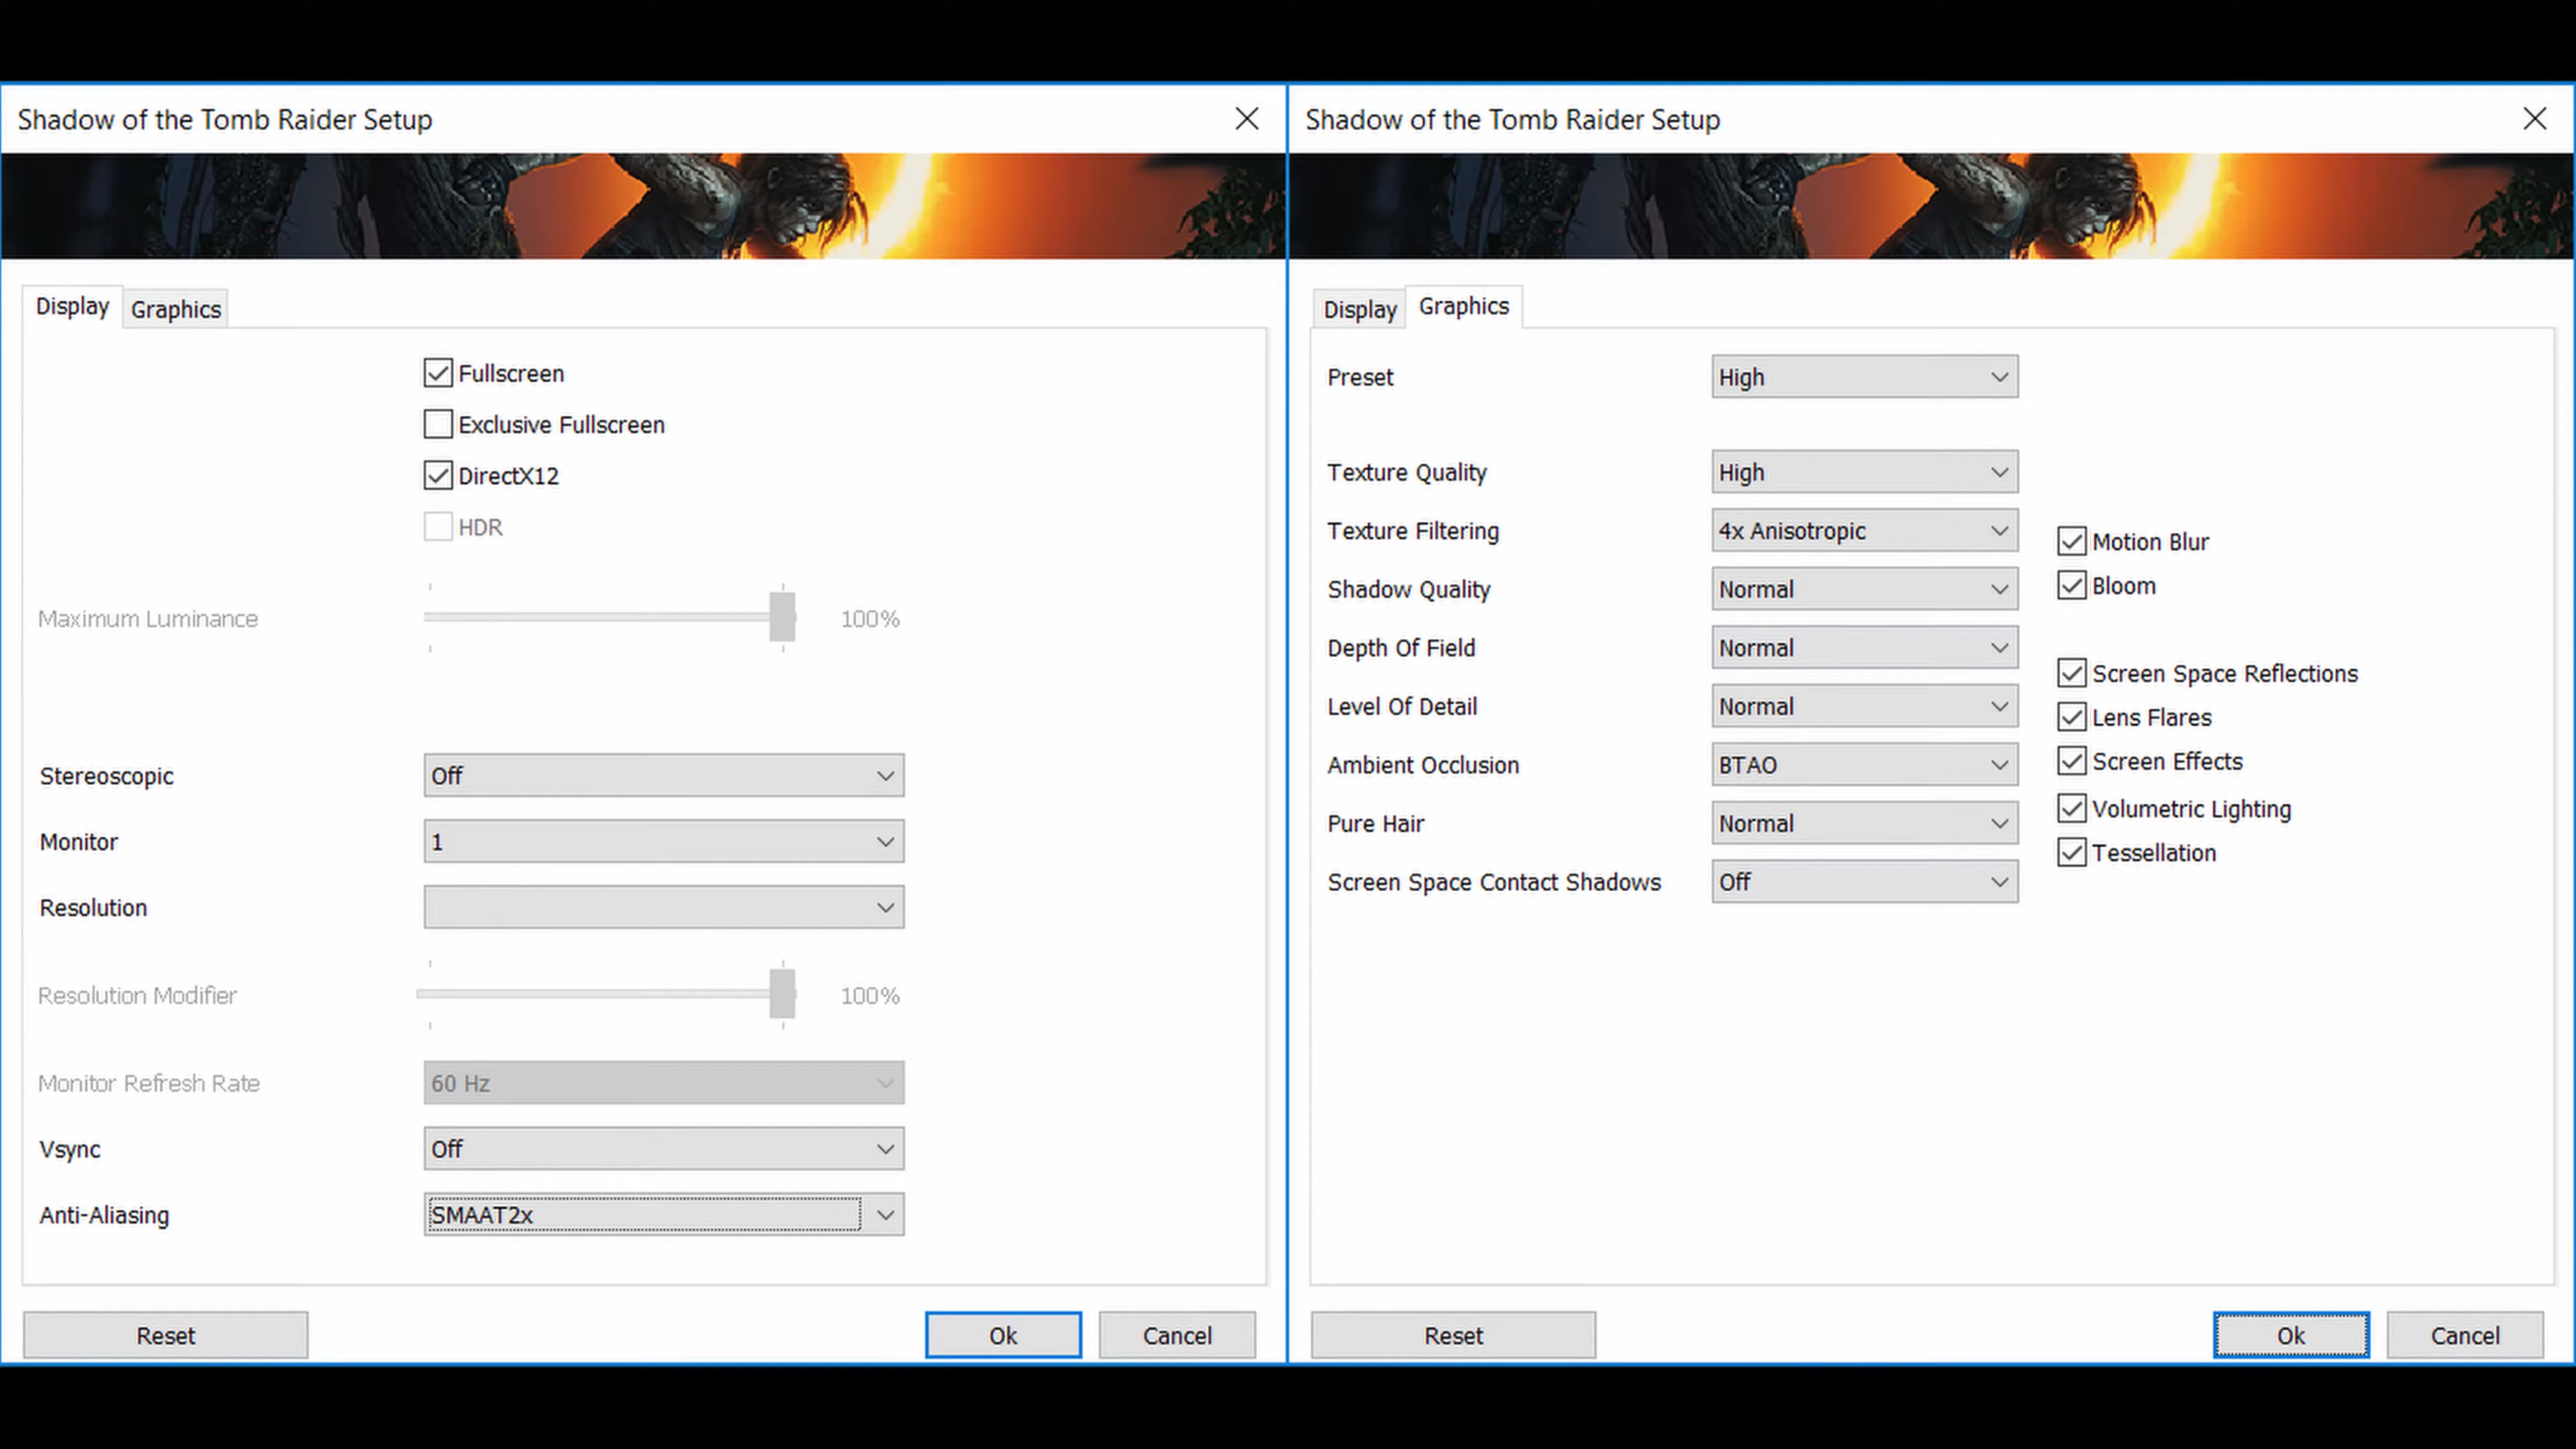 Shadow of the Tomb Raider Setup
Display
Graphics
Fullscreen
Exclusive Fullscreen
DirectX12
HDR
Maximum Luminance 100%
Stereoscopic Off
Monitor 1
Resolution
Resolution Modifier 100%
Monitor Refresh Rate 60 Hz
Vsync Off
Anti-Aliasing SMAAT2x
Reset Ok Cancel
Shadow of the Tomb Raider Setup
Display
Graphics
Preset High
Texture Quality High
Texture Filtering 4x Anisotropic
Shadow Quality Normal
Depth Of Field Normal
Level Of Detail Normal
Ambient Occlusion BTAO
Pure Hair Normal
Screen Space Contact Shadows Off
Motion Blur
Bloom
Screen Space Reflections
Lens Flares
Screen Effects
Volumetric Lighting
Tessellation
Reset Ok Cancel